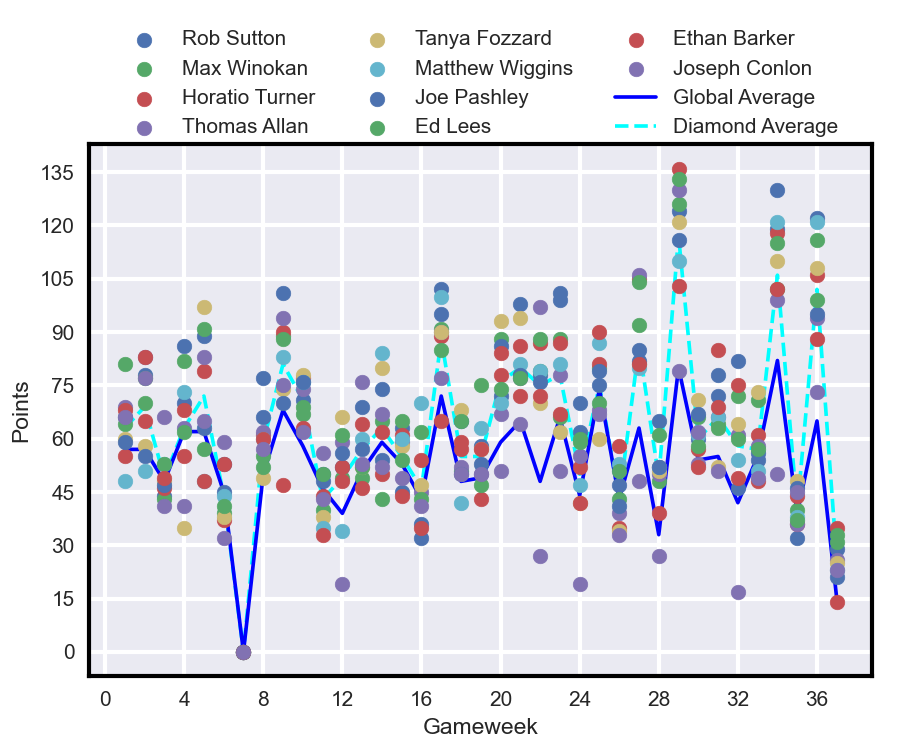 Rob Sutton
Max Winokan
Horatio Turner
Thomas Allan
Tanya Fozzard
Matthew Wiggins
Joe Pashley
Ed Lees
Ethan Barker
Joseph Conlon
Global Average
Diamond Average
135
120
105
90
75
60
45
30
15
0
Points
0 4 8 12 16 20 24 28 32 36
Gameweek